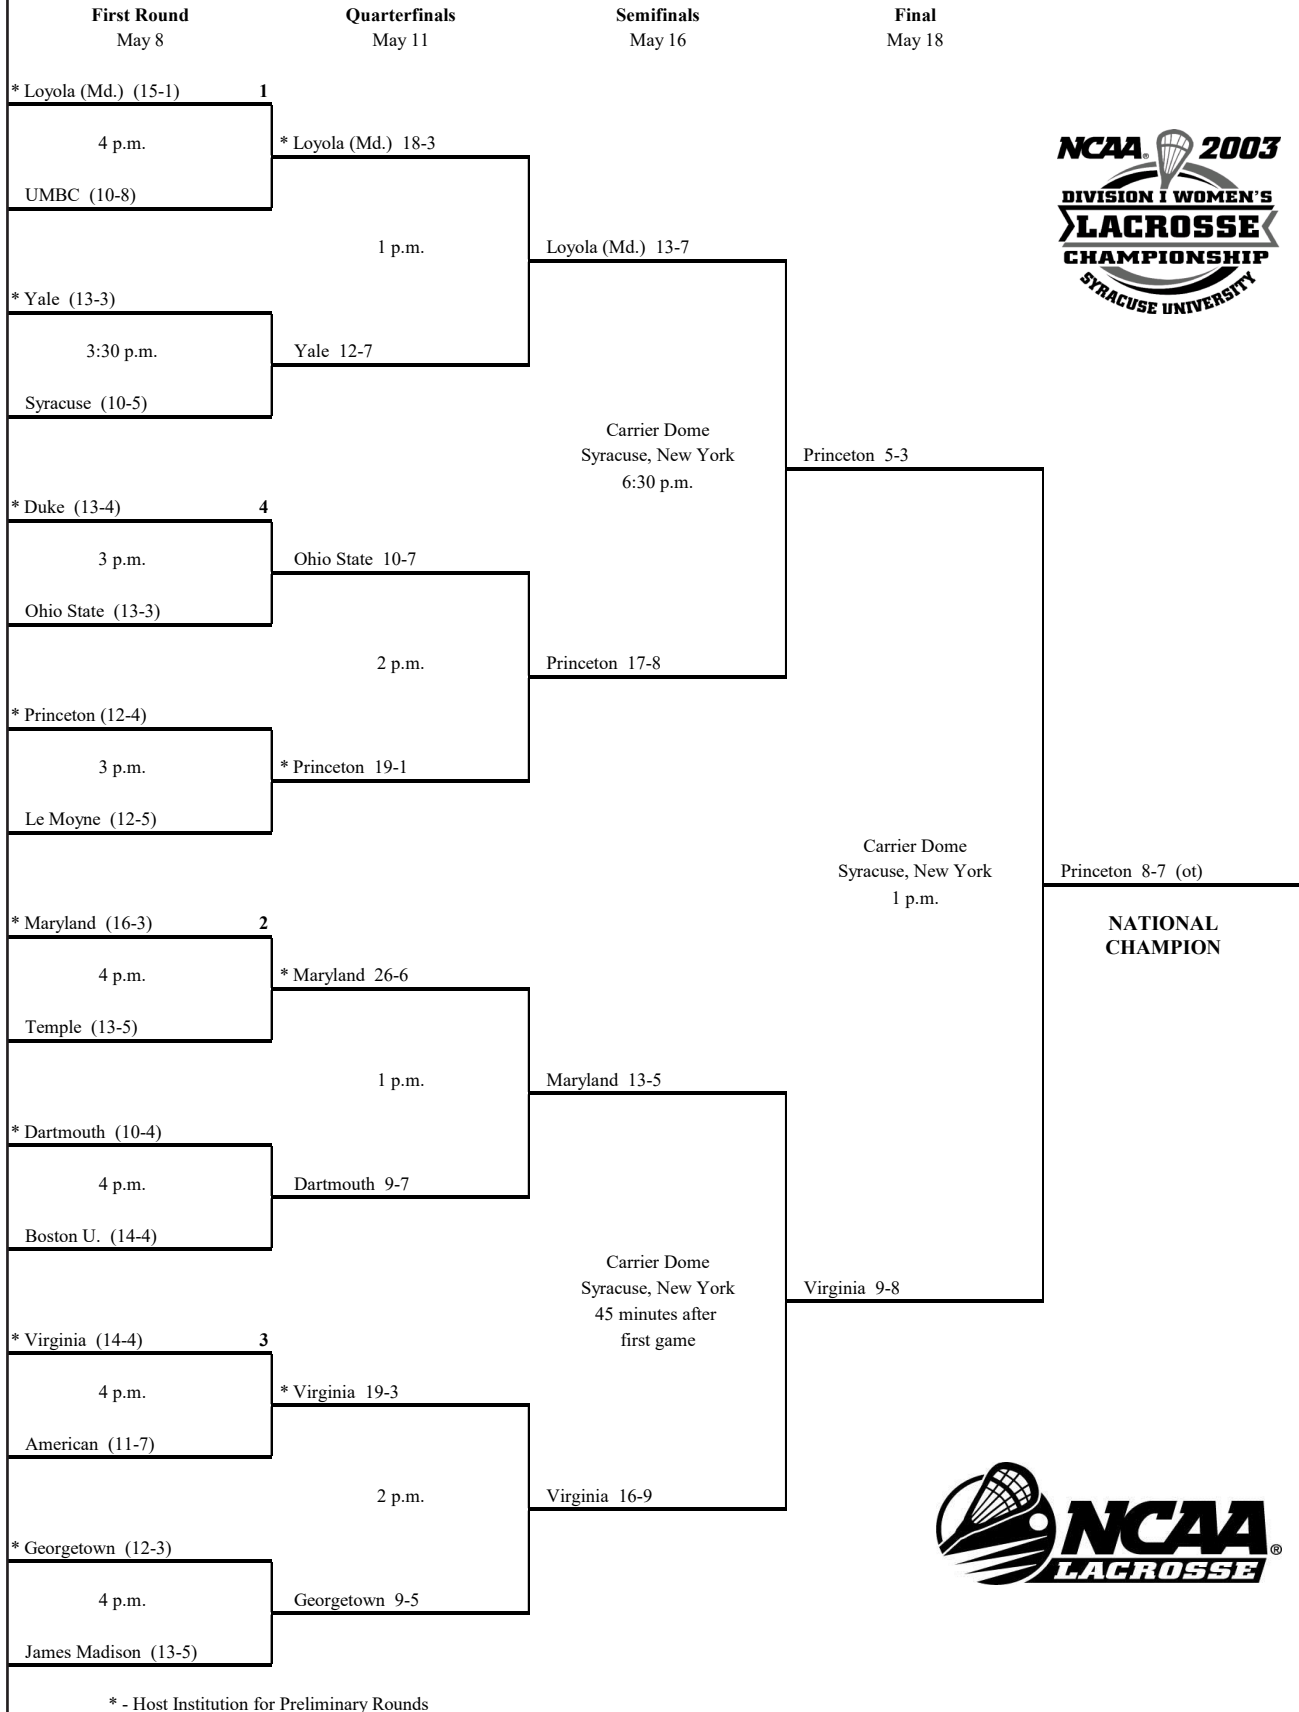 First Round
May 8
Quarterfinals
May 11
Semifinals
May 16
Final
May 18
* Loyola (Md.) (15-1) 1
4 p.m.
UMBC (10-8)
* Yale (13-3)
3:30 p.m.
Syracuse (10-5)
* Duke (13-4) 4
3 p.m.
Ohio State (13-3)
* Princeton (12-4)
3 p.m.
Le Moyne (12-5)
* Maryland (16-3) 2
4 p.m.
Temple (13-5)
* Dartmouth (10-4)
4 p.m.
Boston U. (14-4)
* Virginia (14-4) 3
4 p.m.
American (11-7)
* Georgetown (12-3)
4 p.m.
James Madison (13-5)
* Loyola (Md.) 18-3
1 p.m.
Yale 12-7
Ohio State 10-7
2 p.m.
* Princeton 19-1
* Maryland 26-6
1 p.m.
Dartmouth 9-7
* Virginia 19-3
2 p.m.
Georgetown 9-5
Loyola (Md.) 13-7
Carrier Dome
Syracuse, New York
6:30 p.m.
Princeton 17-8
Maryland 13-5
Carrier Dome
Syracuse, New York
45 minutes after
first game
Virginia 16-9
Princeton 5-3
Carrier Dome
Syracuse, New York
1 p.m.
Virginia 9-8
Princeton 8-7 (ot)
NATIONAL
CHAMPION
NCAA® 2003
DIVISION I WOMEN'S
LACROSSE
CHAMPIONSHIP
SYRACUSE UNIVERSITY
NCAA®
LACROSSE
* - Host Institution for Preliminary Rounds